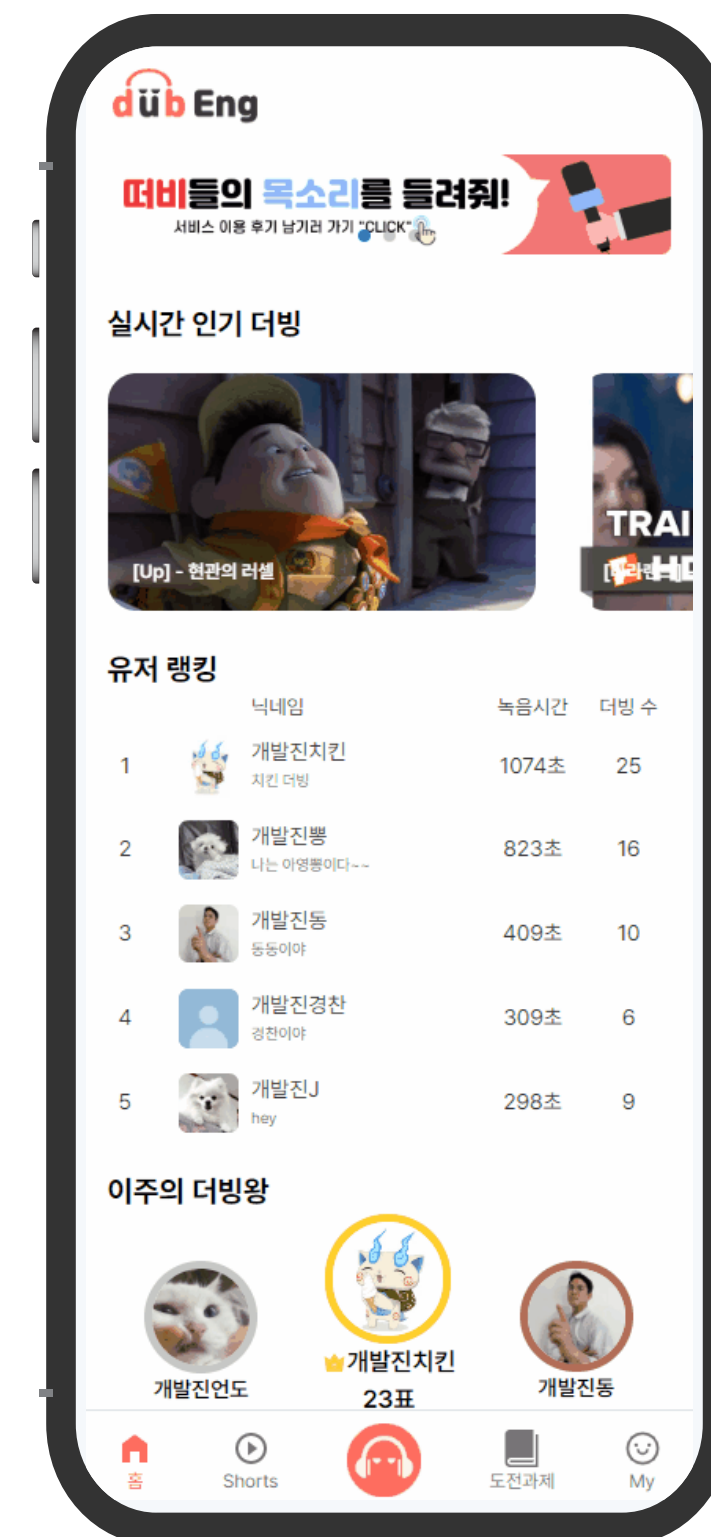 düb Eng
떠비들의 목소리를 들려줘!
서비스 이용 후기 남기러 가기 "CLICK"
실시간 인기 더빙
[Up] - 현관의 러셀
TRAI
유저 랭킹
닉네임 녹음시간 더빙 수
1 개발진치킨 1074초 25
치킨 더빙
2 개발진뽕 823초 16
나는 아영뽕이다~~
3 개발진동 409초 10
동동이야
4 개발진경찬 309초 6
경찬이야
5 개발진J 298초 9
hey
이주의 더빙왕
개발진언도 개발진치킨 개발진동
23표
홈 Shorts 도전과제 My